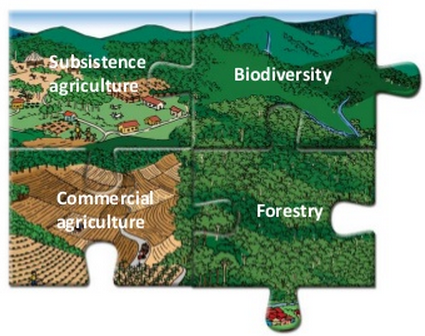 Subsistence
agriculture
Biodiversity
Commercial
agriculture
Forestry